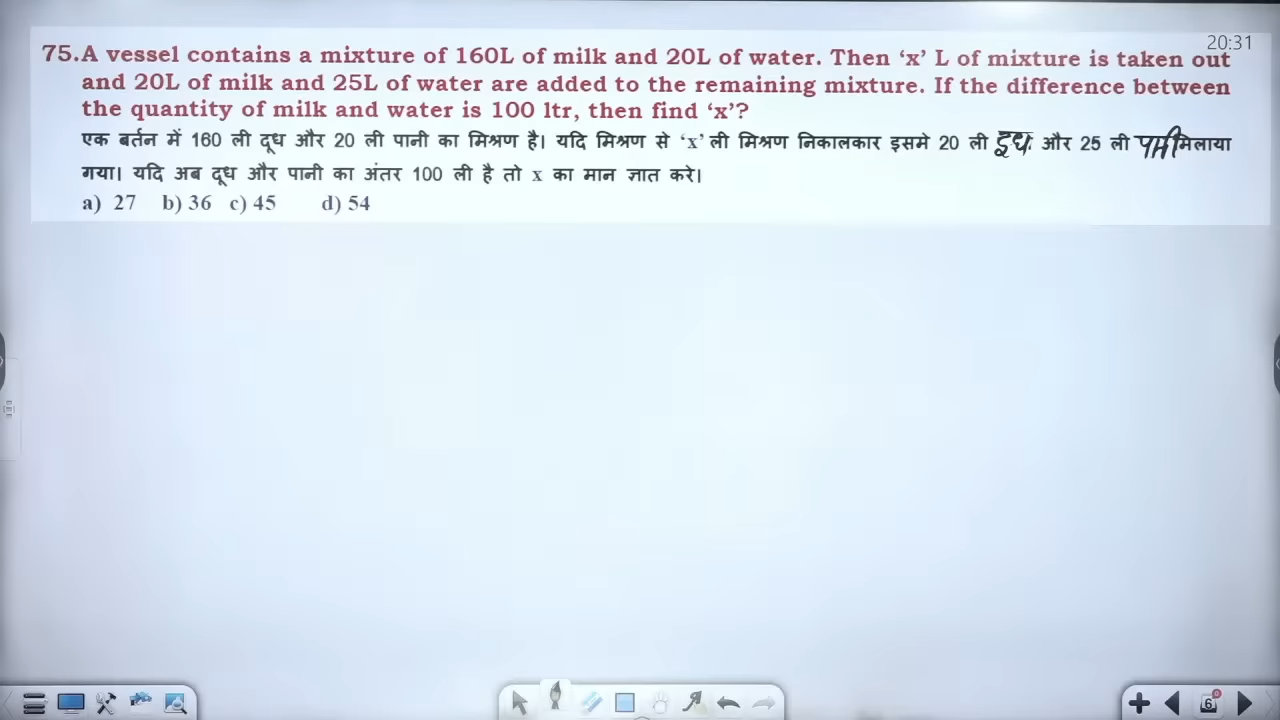 20:31
75.A vessel contains a mixture of 160L of milk and 20L of water. Then ‘x’ L of mixture is taken out
and 20L of milk and 25L of water are added to the remaining mixture. If the difference between
the quantity of milk and water is 100 ltr, then find ‘x’?
एक बर्तन में 160 ली दूध और 20 ली पानी का मिश्रण है। यदि मिश्रण से ‘x’ ली मिश्रण निकालकार इसमे 20 ली दूध और 25 ली पानी मिलाया
गया। यदि अब दूध और पानी का अंतर 100 ली है तो x का मान ज्ञात करे।
a) 27 b) 36 c) 45 d) 54
6